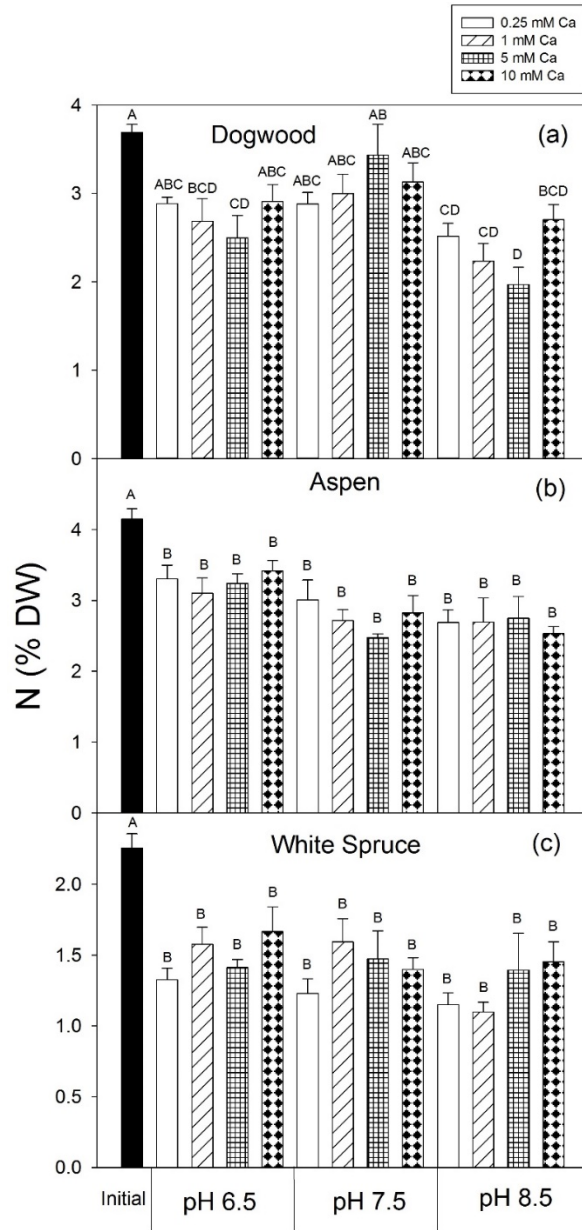 0.25 mM Ca
1 mM Ca
5 mM Ca
10 mM Ca
4
3
2
1
0
Dogwood
(a)
A
ABC
BCD
CD
ABC
ABC
ABC
AB
ABC
CD
CD
D
BCD
N (% DW)
4
3
2
1
0
Aspen
(b)
A
B
B
B
B
B
B
B
B
B
B
B
B
2.0
1.5
1.0
0.5
0.0
White Spruce
(c)
A
B
B
B
B
B
B
B
B
B
B
B
B
Initial
pH 6.5
pH 7.5
pH 8.5